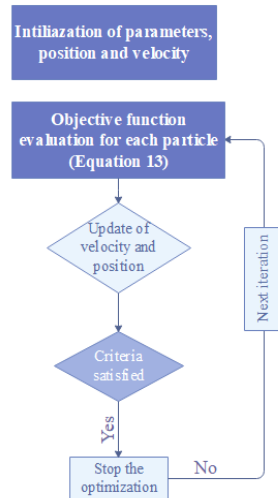 Intiliazation of parameters,
position and velocity
Objective function
evaluation for each particle
(Equation 13)
Update of
velocity and
position
Next iteration
Criteria
satisfied
Yes
Stop the
optimization
No